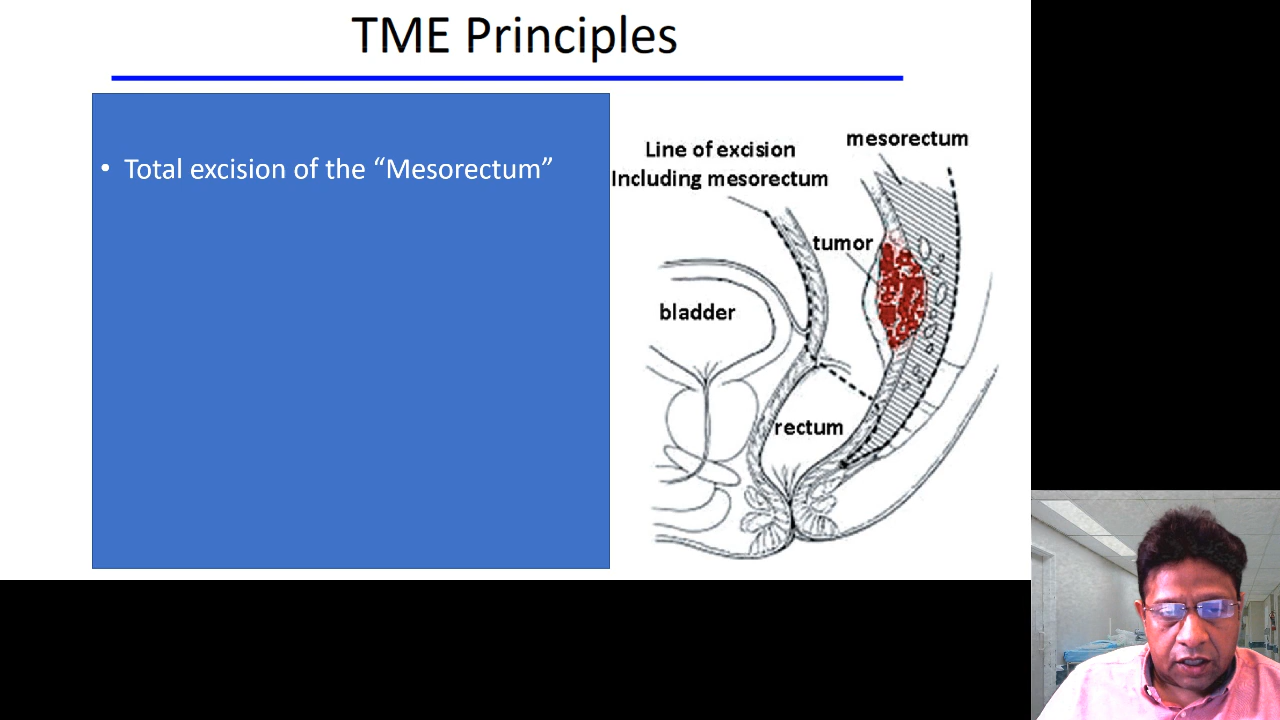 TME Principles
• Total excision of the “Mesorectum”
Line of excision
Including mesorectum
mesorectum
tumor
bladder
rectum